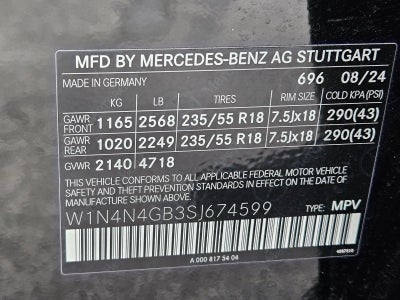 MFD BY MERCEDES-BENZ AG STUTTGART
MADE IN GERMANY 696 08/24
KG LB TIRES RIM SIZE COLD KPA(PSI)
GAWR FRONT 1165 2568 235/55 R18 7.5Jx18 290(43)
GAWR REAR 1020 2249 235/55 R18 7.5Jx18 290(43)
GVWR 2140 4718
THIS VEHICLE CONFORMS TO ALL APPLICABLE FEDERAL MOTOR VEHICLE
SAFETY AND THEFT PREVENTION STANDARDS IN EFFECT ON THE DATE OF
MANUFACTURE SHOWN ABOVE.
W1N4N4GB3SJ674599 TYPE: MPV
A 000 817 54 04